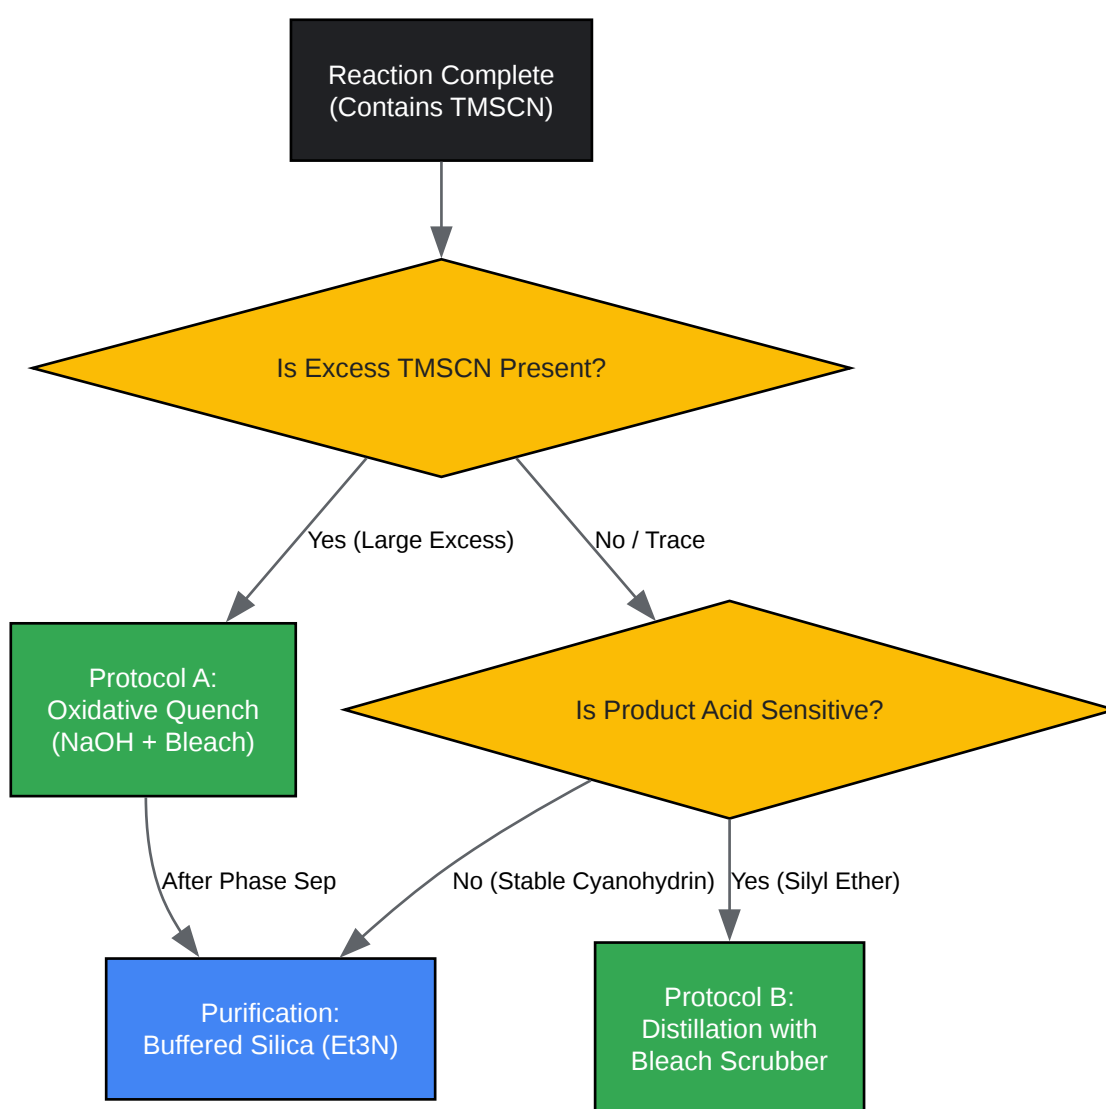 Reaction Complete
(Contains TMSCN)
Is Excess TMSCN Present?
Yes (Large Excess)
No / Trace
Protocol A:
Oxidative Quench
(NaOH + Bleach)
Is Product Acid Sensitive?
After Phase Sep
No (Stable Cyanohydrin)
Yes (Silyl Ether)
Purification:
Buffered Silica (Et3N)
Protocol B:
Distillation with
Bleach Scrubber